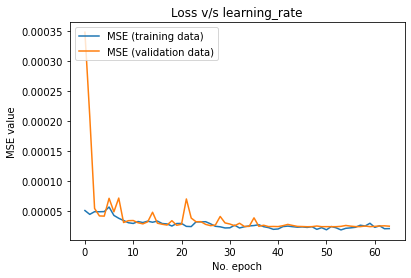 Loss v/s learning_rate
0.00035
0.00030
0.00025
0.00020
0.00015
0.00010
0.00005
MSE value
MSE (training data)
MSE (validation data)
0 10 20 30 40 50 60
No. epoch